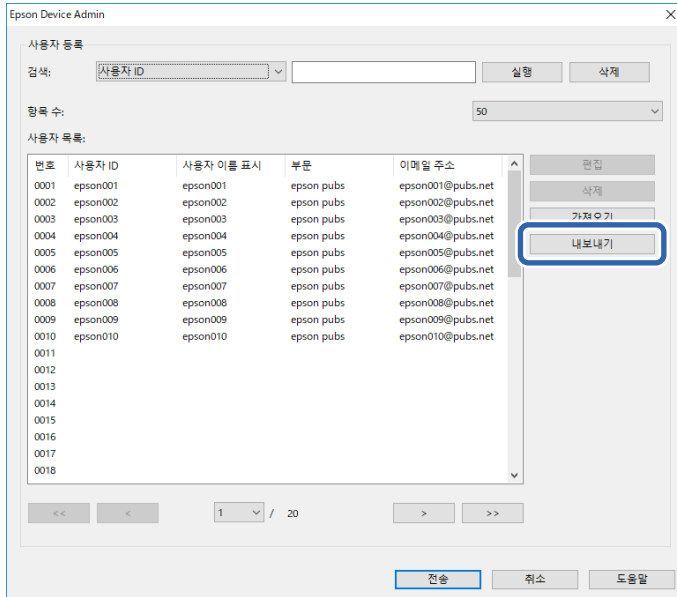 Epson Device Admin
사용자 등록
검색: 사용자 ID 실행 삭제
항목 수: 50
사용자 목록:
번호 사용자 ID 사용자 이름 표시 부문 이메일 주소 편집
0001 epson001 epson001 epson pubs epson001@pubs.net
0002 epson002 epson002 epson pubs epson002@pubs.net 삭제
0003 epson003 epson003 epson pubs epson003@pubs.net 가져오기
0004 epson004 epson004 epson pubs epson004@pubs.net
0005 epson005 epson005 epson pubs epson005@pubs.net 내보내기
0006 epson006 epson006 epson pubs epson006@pubs.net
0007 epson007 epson007 epson pubs epson007@pubs.net
0008 epson008 epson008 epson pubs epson008@pubs.net
0009 epson009 epson009 epson pubs epson009@pubs.net
0010 epson010 epson010 epson pubs epson010@pubs.net
0011
0012
0013
0014
0015
0016
0017
0018
<< < 1 / 20 > >>
전송 취소 도움말